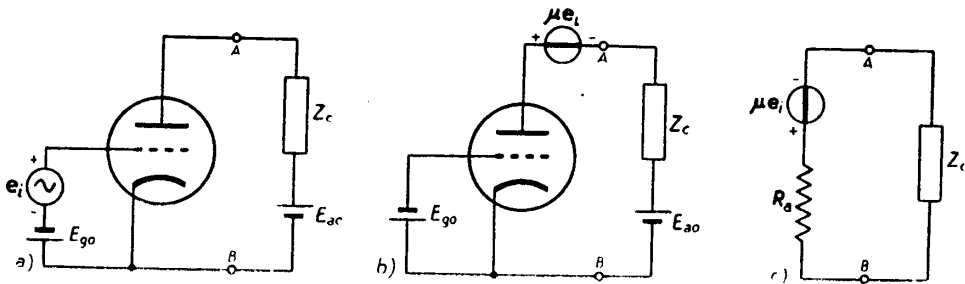 A
Z_c
+
e_i
-
E_go
E_ao
a)
B
μe_i
+
-
A
Z_c
E_go
E_ao
b)
B
A
-
μe_i
+
Z_c
R_a
c)
B